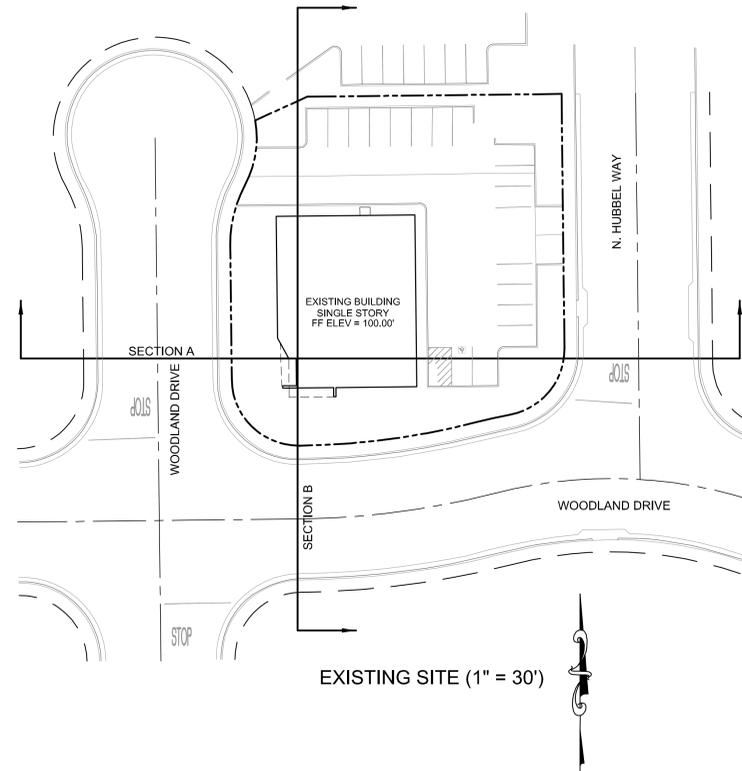 N. HUBBEL WAY
EXISTING BUILDING
SINGLE STORY
FF ELEV = 100.00'
SECTION A
STOP
STOP
WOODLAND DRIVE
SECTION B
WOODLAND DRIVE
STOP
EXISTING SITE (1" = 30')